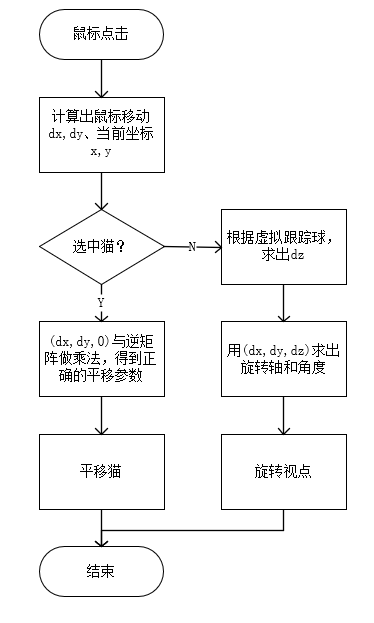 鼠标点击
计算出鼠标移动
dx,dy、当前坐标
x,y
选中猫？
N
根据虚拟跟踪球，
求出dz
Y
(dx,dy,0)与逆矩
阵做乘法，得到正
确的平移参数
用(dx,dy,dz)求出
旋转轴和角度
平移猫
旋转视点
结束